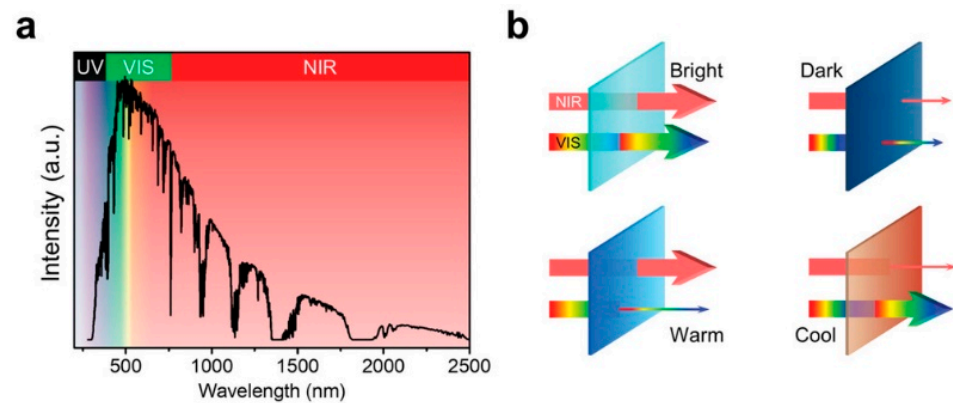 a
UV VIS NIR
Intensity (a.u.)
500 1000 1500 2000 2500
Wavelength (nm)
b
NIR
VIS
Bright
Dark
Warm
Cool